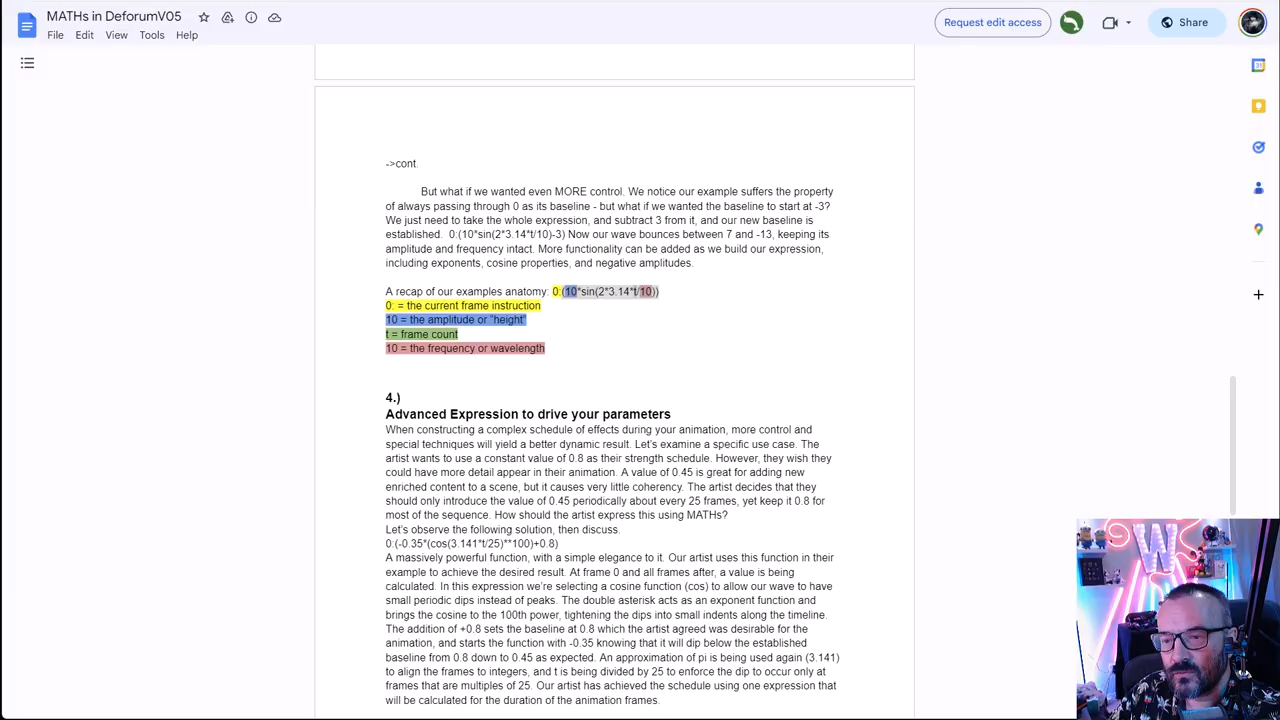 MATHs in DeforumV05
Request edit access
Share
File Edit View Tools Help
->cont.
But what if we wanted even MORE control. We notice our example suffers the property
of always passing through 0 as its baseline - but what if we wanted the baseline to start at -3?
We just need to take the whole expression, and subtract 3 from it, and our new baseline is
established. 0:(10*sin(2*3.14*t/10)-3) Now our wave bounces between 7 and -13, keeping its
amplitude and frequency intact. More functionality can be added as we build our expression,
including exponents, cosine properties, and negative amplitudes.
A recap of our examples anatomy: 0:(10*sin(2*3.14*t/10))
0: = the current frame instruction
10 = the amplitude or "height"
t = frame count
10 = the frequency or wavelength
4.)
Advanced Expression to drive your parameters
When constructing a complex schedule of effects during your animation, more control and
special techniques will yield a better dynamic result. Let's examine a specific use case. The
artist wants to use a constant value of 0.8 as their strength schedule. However, they wish they
could have more detail appear in their animation. A value of 0.45 is great for adding new
enriched content to a scene, but it causes very little coherency. The artist decides that they
should only introduce the value of 0.45 periodically about every 25 frames, yet keep it 0.8 for
most of the sequence. How should the artist express this using MATHs?
Let's observe the following solution, then discuss.
0:(-0.35*(cos(3.141*t/25)**100)+0.8)
A massively powerful function, with a simple elegance to it. Our artist uses this function in their
example to achieve the desired result. At frame 0 and all frames after, a value is being
calculated. In this expression we're selecting a cosine function (cos) to allow our wave to have
small periodic dips instead of peaks. The double asterisk acts as an exponent function and
brings the cosine to the 100th power, tightening the dips into small indents along the timeline.
The addition of +0.8 sets the baseline at 0.8 which the artist agreed was desirable for the
animation, and starts the function with -0.35 knowing that it will dip below the established
baseline from 0.8 down to 0.45 as expected. An approximation of pi is being used again (3.141)
to align the frames to integers, and t is being divided by 25 to enforce the dip to occur only at
frames that are multiples of 25. Our artist has achieved the schedule using one expression that
will be calculated for the duration of the animation frames.
W